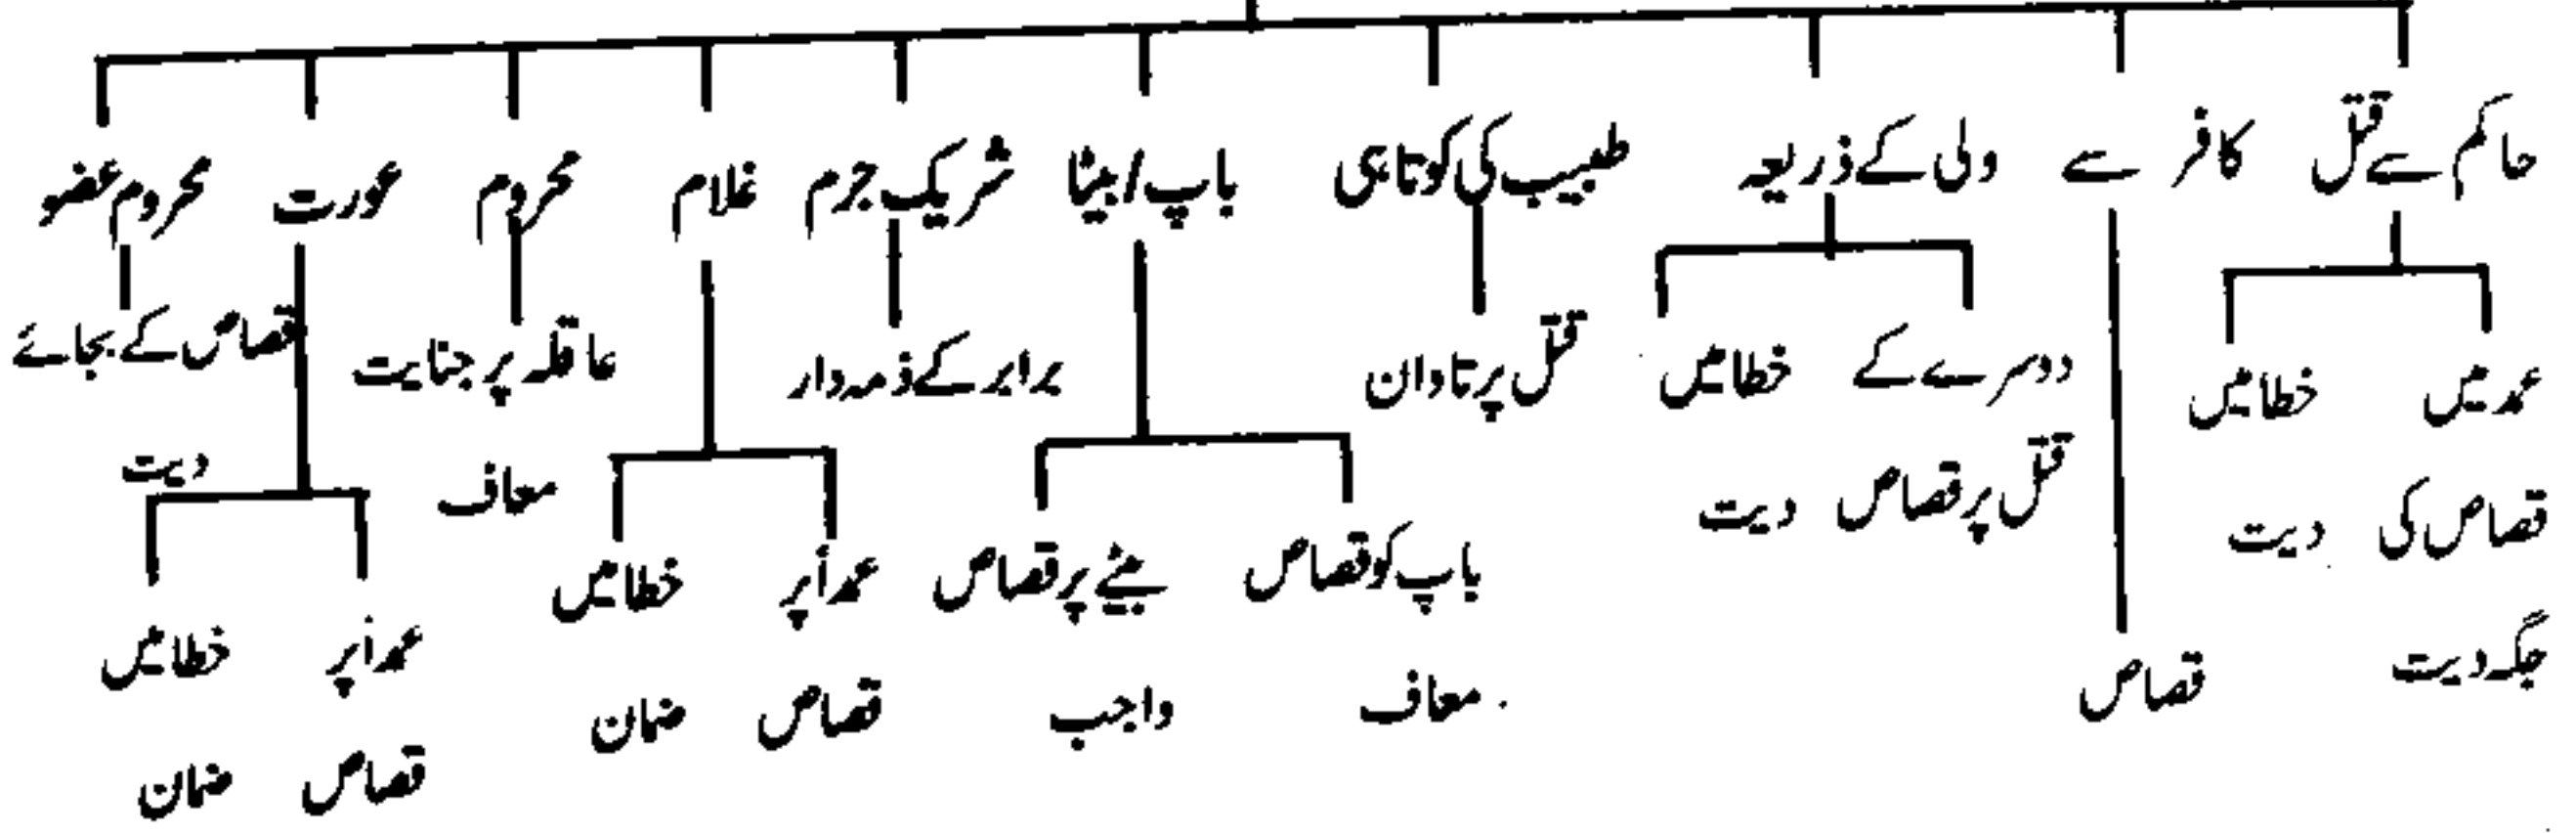 حاکم سے قتل
کافر سے
ولی کے ذریعہ
طبیب کی کوتاہی
باپ/بیٹا
شریک جرم
غلام
محروم
عورت
محروم عضو
عمد میں
قصاص کی
جگہ دیت
خطا میں
دیت
قصاص
دوسرے کے
قتل پر قصاص
خطا میں
دیت
قتل پر تاوان
باپ کو قصاص
معاف
بیٹے پر قصاص
واجب
برابر کے ذمہ دار
عمداً پر
قصاص
خطا میں
ضمان
عاقلہ پر جنایت
معاف
عمداً پر
قصاص
خطا میں
ضمان
قصاص کے بجائے
دیت